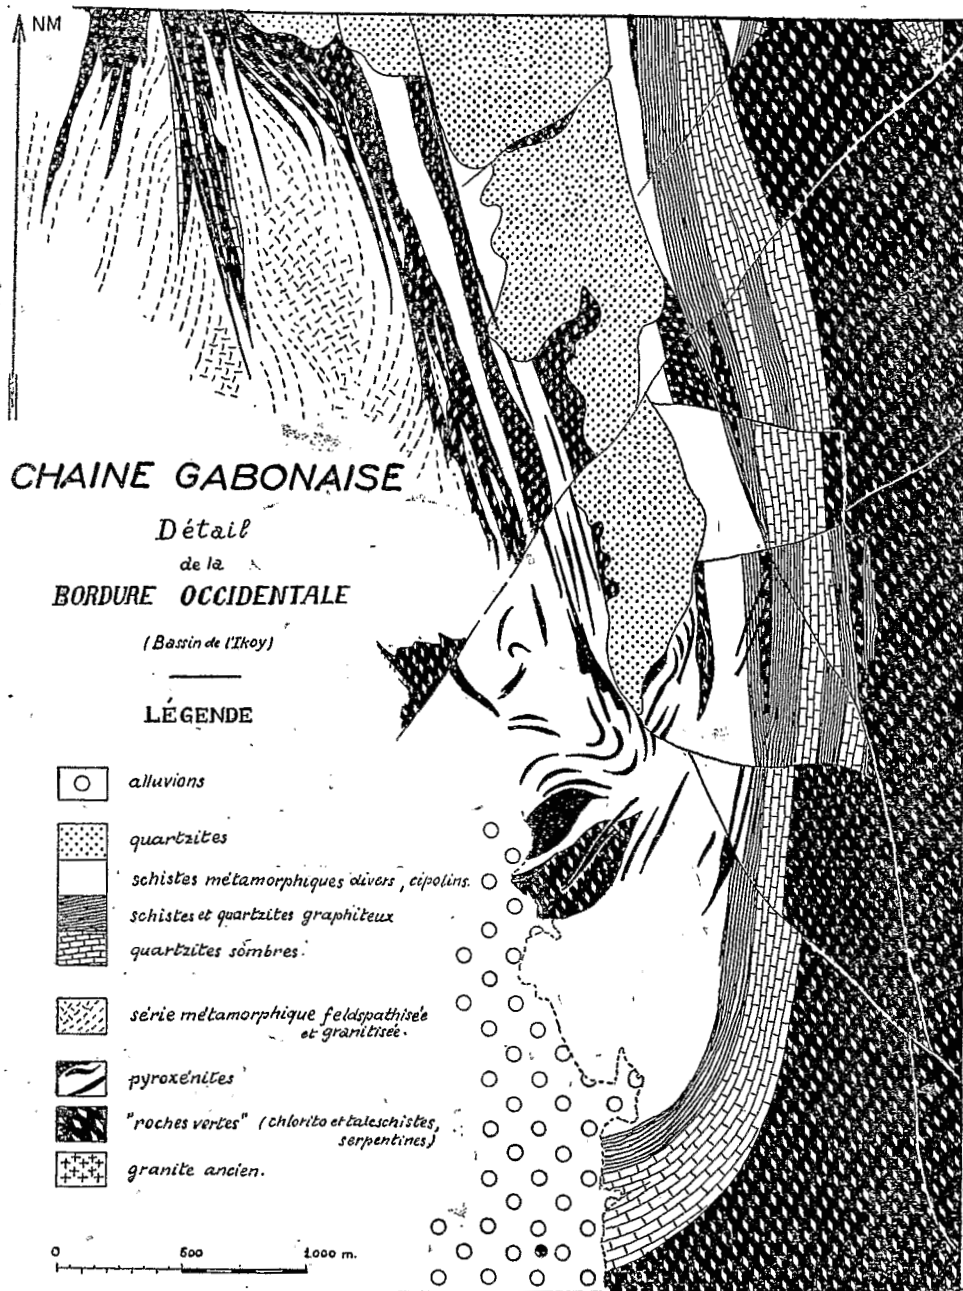 NM
CHAINE GABONAISE
Détail
de la
BORDURE OCCIDENTALE
(Bassin de l'Ikoy)
LÉGENDE
alluvions
quartzites
schistes métamorphiques divers, cipolins.
schistes et quartzites graphiteux
quartzites sombres.
série métamorphique feldspathisée
et granitisée.
pyroxénites
"roches vertes" (chlorito et talcschistes,
serpentines)
granite ancien.
0 500 1000 m.